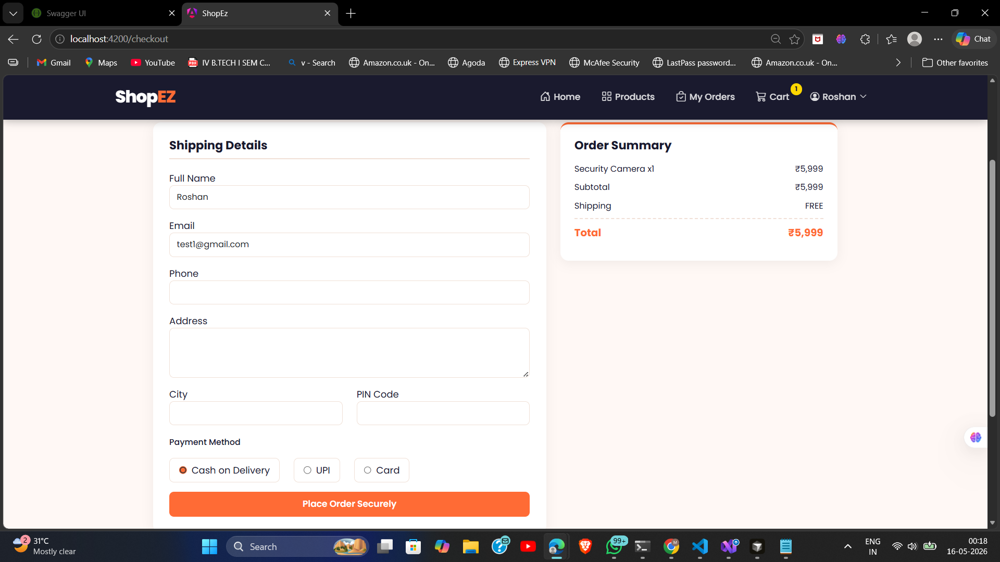 Swagger UI
ShopEz
localhost:4200/checkout
Chat
Gmail
Maps
YouTube
IV B.TECH I SEM C...
v - Search
Amazon.co.uk - On...
Agoda
Express VPN
McAfee Security
LastPass password...
Amazon.co.uk - On...
Other favorites
ShopEZ
Home
Products
My Orders
Cart
1
Roshan
Shipping Details
Full Name
Roshan
Email
test1@gmail.com
Phone
Address
City
PIN Code
Payment Method
Cash on Delivery
UPI
Card
Place Order Securely
Order Summary
Security Camera x1 ₹5,999
Subtotal ₹5,999
Shipping FREE
Total ₹5,999
2
31°C
Mostly clear
Search
99+
M
ENG
IN
00:18
16-05-2026